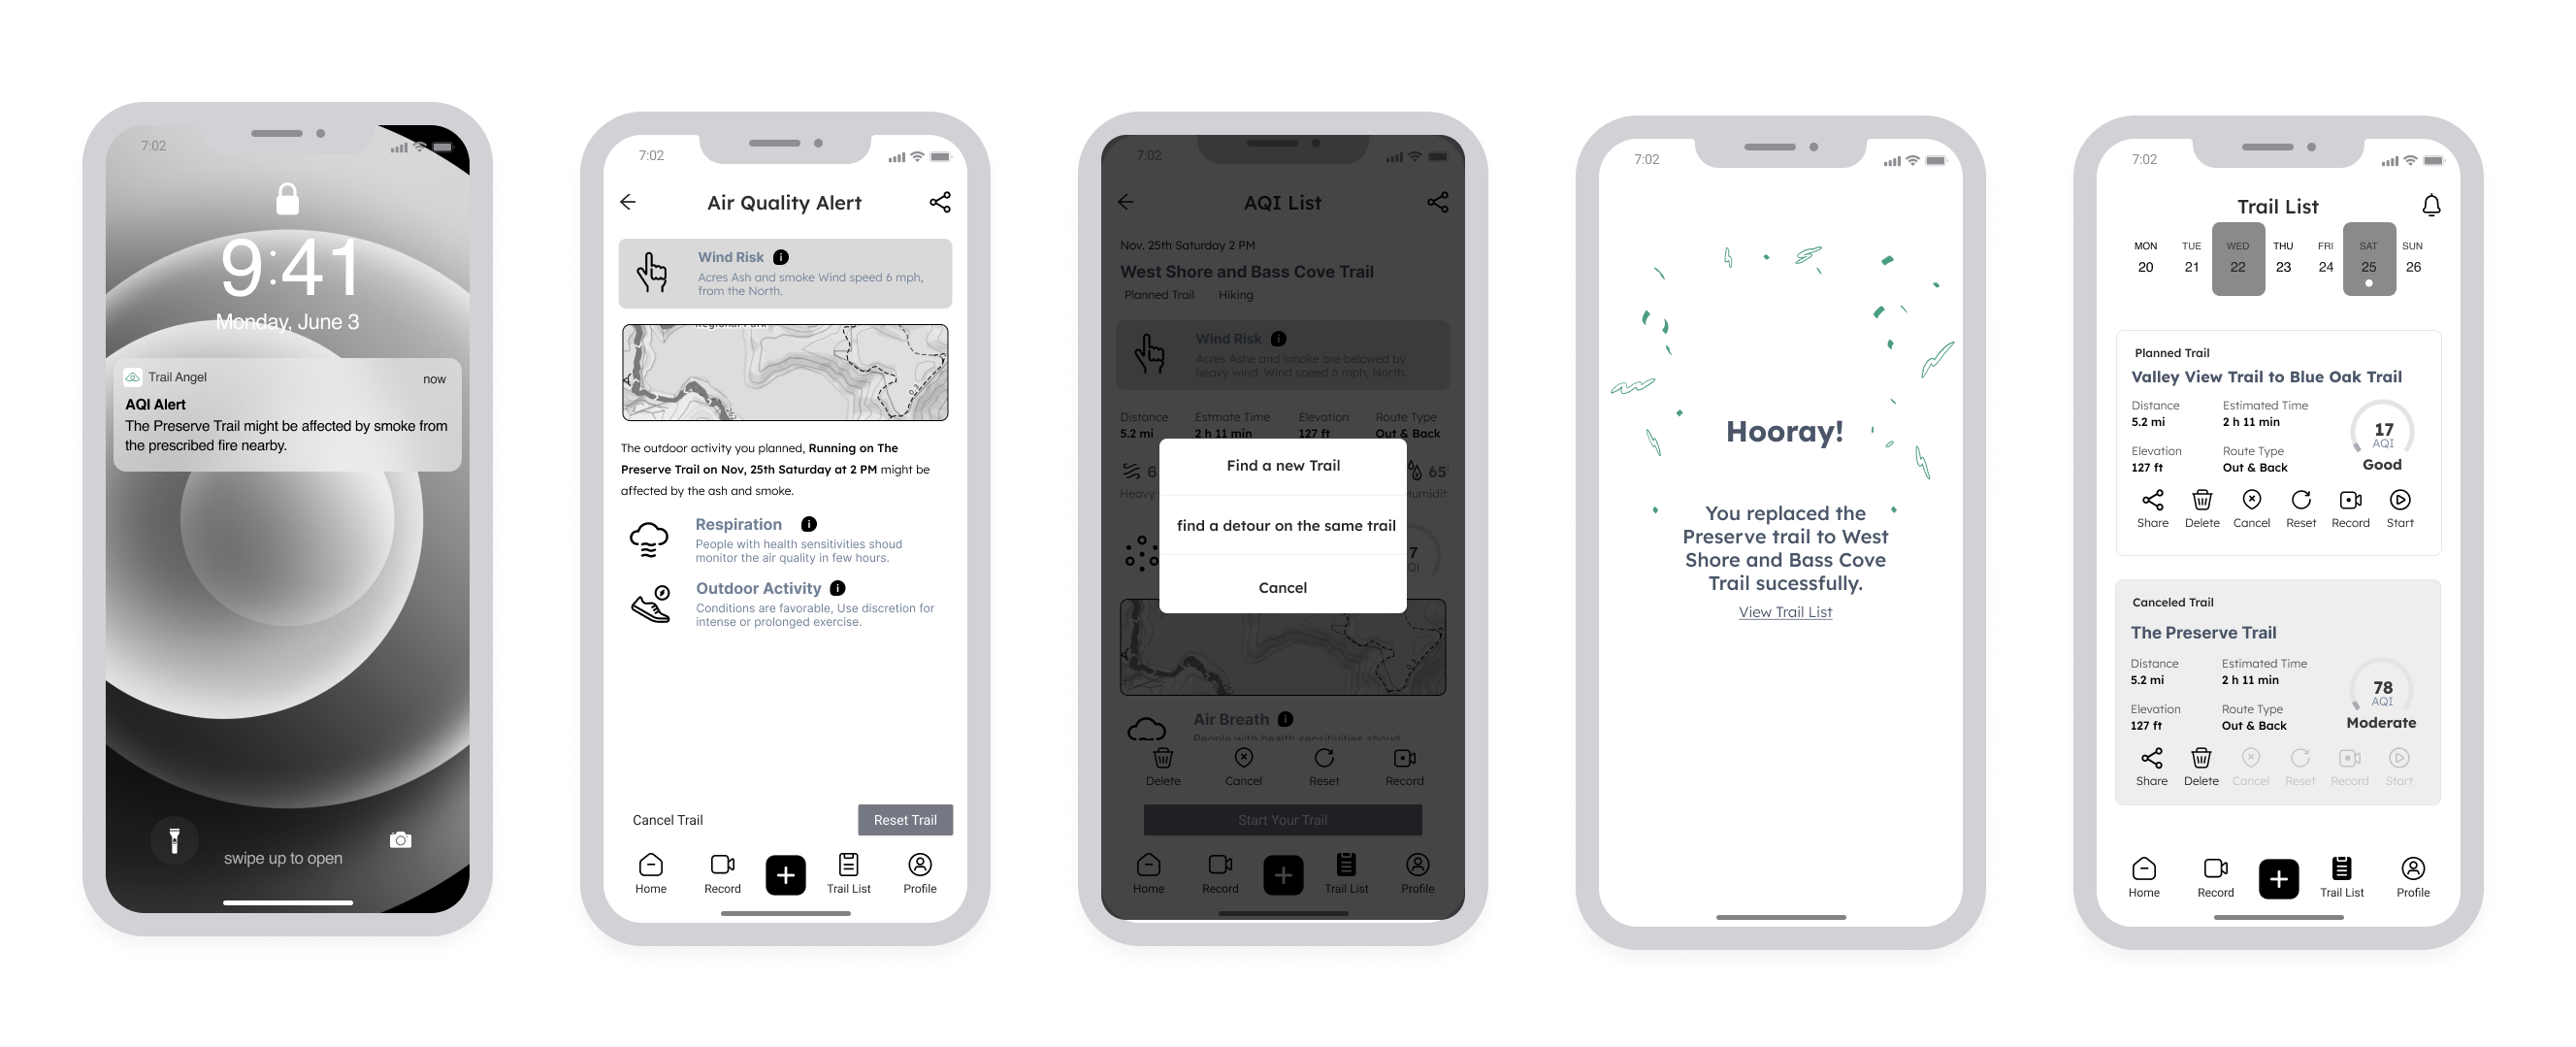 7:02
9:41
Monday, June 3
Trail Angel
now
AQI Alert
The Preserve Trail might be affected by smoke from
the prescribed fire nearby.
swipe up to open
7:02
Air Quality Alert
Wind Risk
Acres Ash and smoke Wind speed 6 mph,
from the North.
Regional Park
The outdoor activity you planned, Running on The
Preserve Trail on Nov, 25th Saturday at 2 PM might be
affected by the ash and smoke.
Respiration
People with health sensitivities shoud
monitor the air quality in few hours.
Outdoor Activity
Conditions are favorable, Use discretion for
intense or prolonged exercise.
Cancel Trail
Reset Trail
Home
Record
Trail List
Profile
7:02
AQI List
Nov. 25th Saturday 2 PM
West Shore and Bass Cove Trail
Planned Trail Hiking
Wind Risk
Acres Ashe and smoke are belowed by
heavy wind. Wind speed 6 mph, North.
Distance Estmate Time Elevation Route Type
5.2 mi 2 h 11 min 127 ft Out & Back
6
65
Heavy
Find a new Trail
find a detour on the same trail
Cancel
Air Breath
People with health sensitivities shoud
Delete
Cancel
Reset
Record
Start Your Trail
Home
Record
Trail List
Profile
7:02
Hooray!
You replaced the
Preserve trail to West
Shore and Bass Cove
Trail sucessfully.
View Trail List
7:02
Trail List
MON TUE WED THU FRI SAT SUN
20 21 22 23 24 25 26
Planned Trail
Valley View Trail to Blue Oak Trail
Distance Estimated Time
5.2 mi 2 h 11 min
17
AQI
Good
Elevation Route Type
127 ft Out & Back
Share Delete Cancel Reset Record Start
Canceled Trail
The Preserve Trail
Distance Estimated Time
5.2 mi 2 h 11 min
78
AQI
Moderate
Elevation Route Type
127 ft Out & Back
Share Delete Cancel Reset Record Start
Home
Record
Trail List
Profile